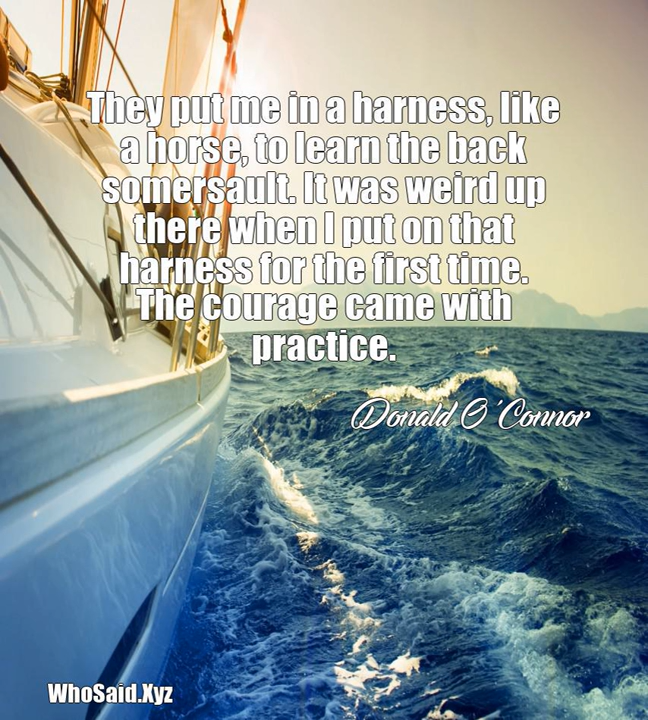 They put me in a harness, like
a horse, to learn the back
somersault. It was weird up
there when I put on that
harness for the first time.
The courage came with
practice.
Donald O'Connor
WhoSaid.Xyz